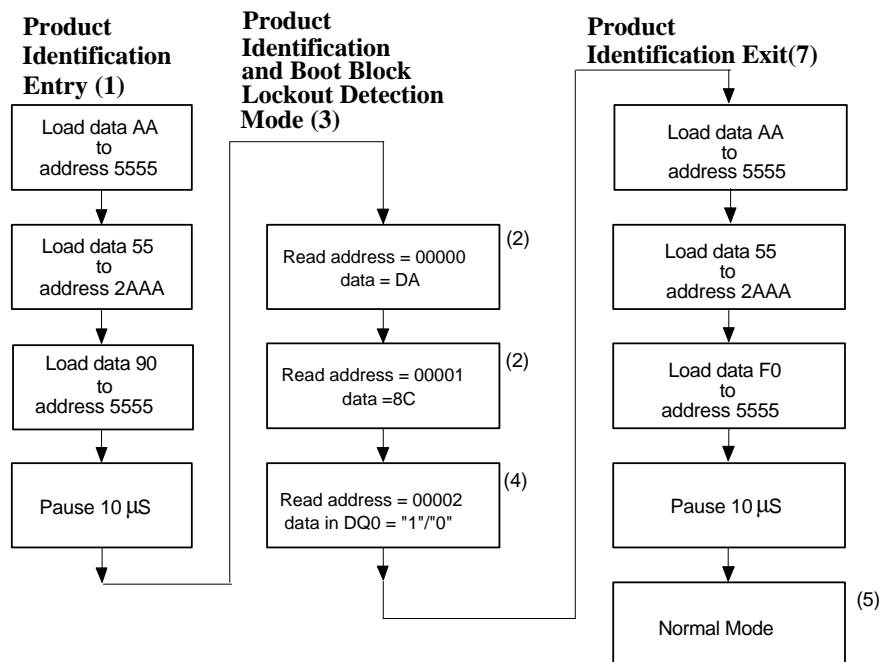 Product
Identification
Entry (1)
Load data AA
to
address 5555
Load data 55
to
address 2AAA
Load data 90
to
address 5555
Pause 10 μS
Product
Identification
and Boot Block
Lockout Detection
Mode (3)
Read address = 00000
data = DA
(2)
Read address = 00001
data =8C
(2)
Read address = 00002
data in DQ0 = "1"/"0"
(4)
Product
Identification Exit(7)
Load data AA
to
address 5555
Load data 55
to
address 2AAA
Load data F0
to
address 5555
Pause 10 μS
Normal Mode
(5)